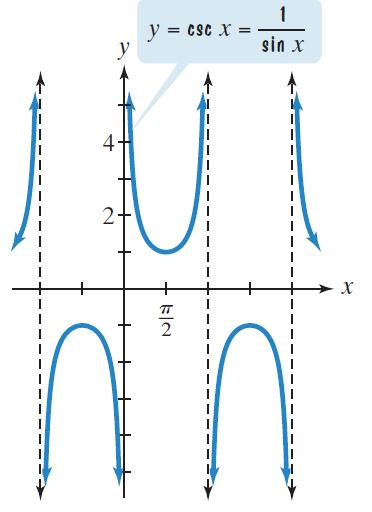 y = csc x = 1/sin x
y
4
2
x
π/2